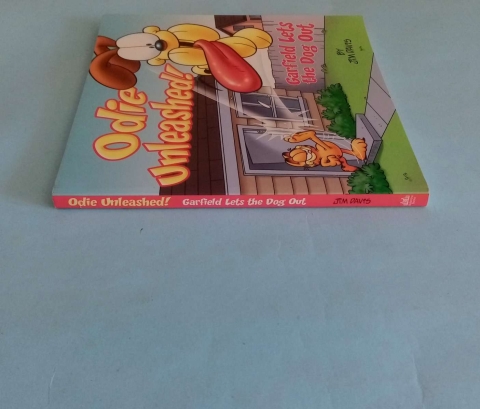 Odie
Unleashed!
Garfield Lets
the Dog Out
BY
JIM DAVIS
Odie Unleashed! Garfield Lets the Dog Out JIM DAVIS